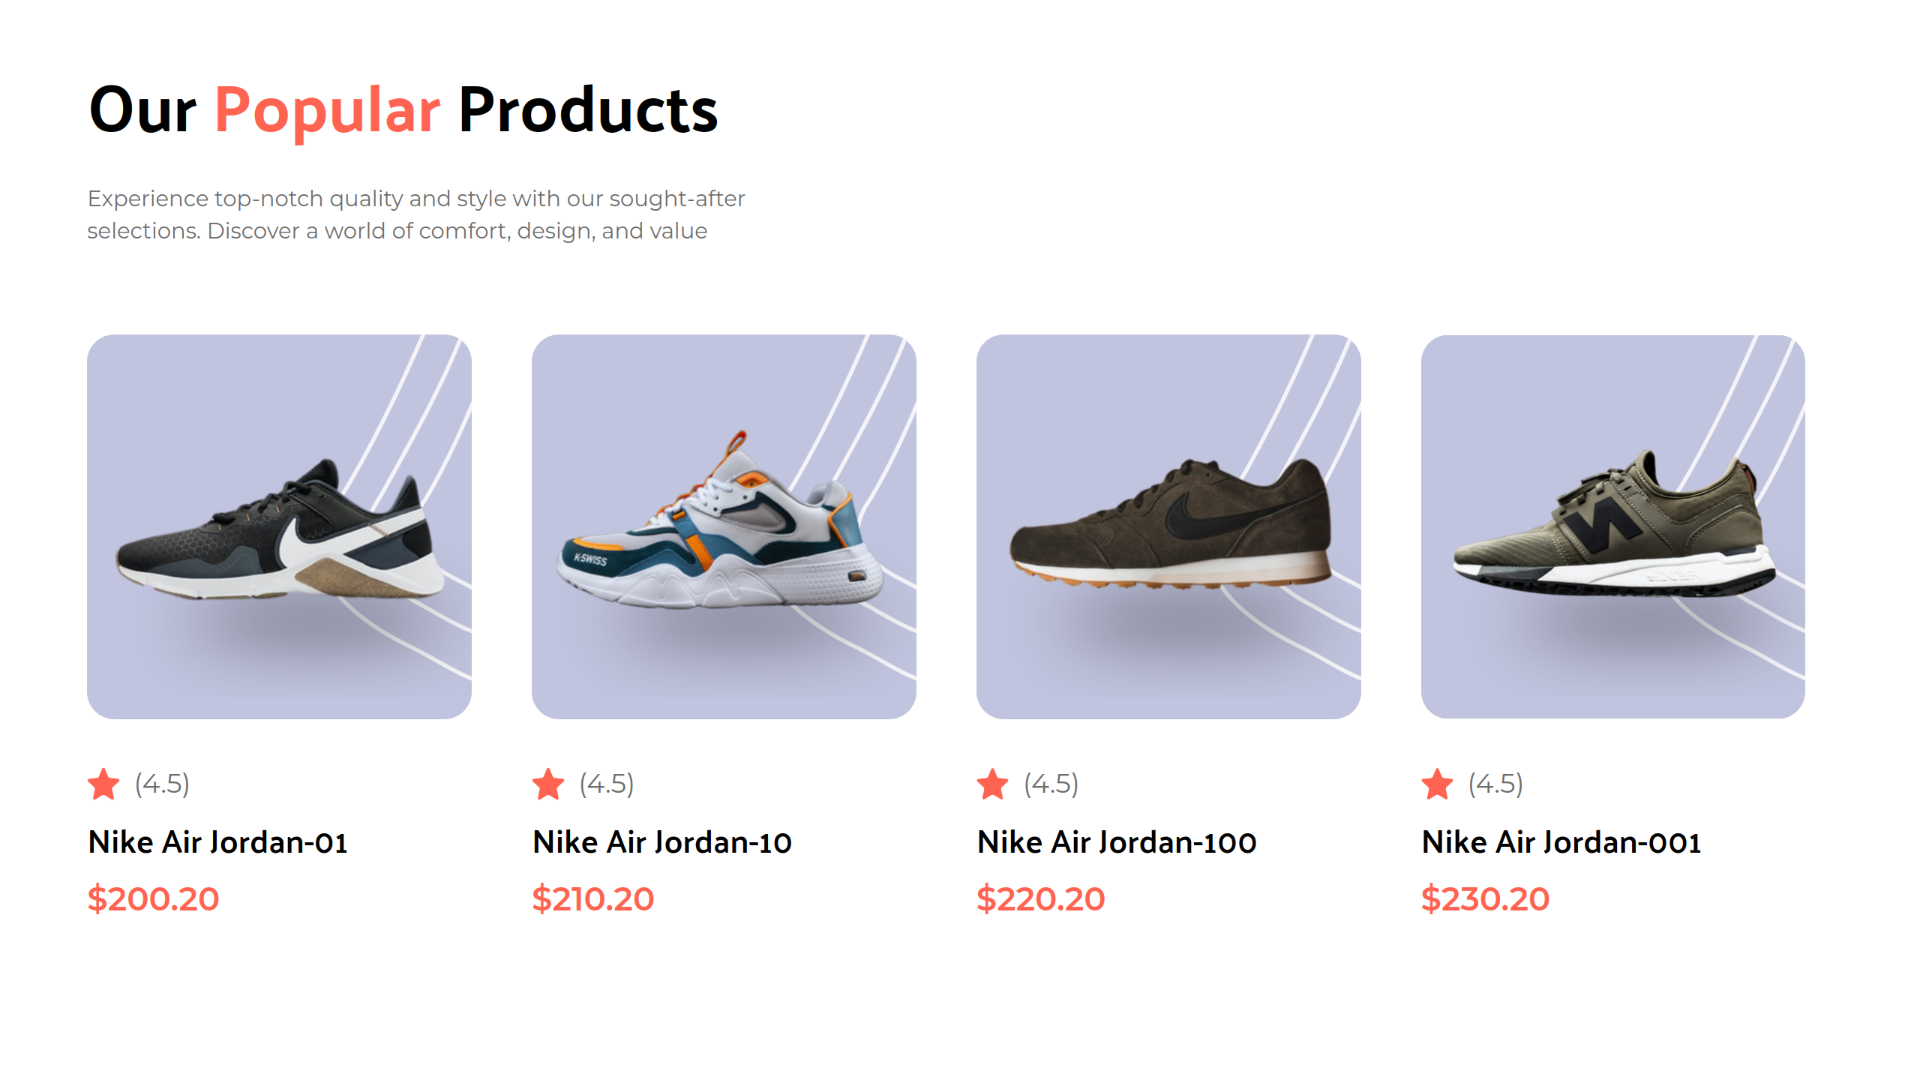 Our Popular Products
Experience top-notch quality and style with our sought-after
selections. Discover a world of comfort, design, and value
K·SWISS
(4.5)
Nike Air Jordan-01
$200.20
(4.5)
Nike Air Jordan-10
$210.20
(4.5)
Nike Air Jordan-100
$220.20
(4.5)
Nike Air Jordan-001
$230.20